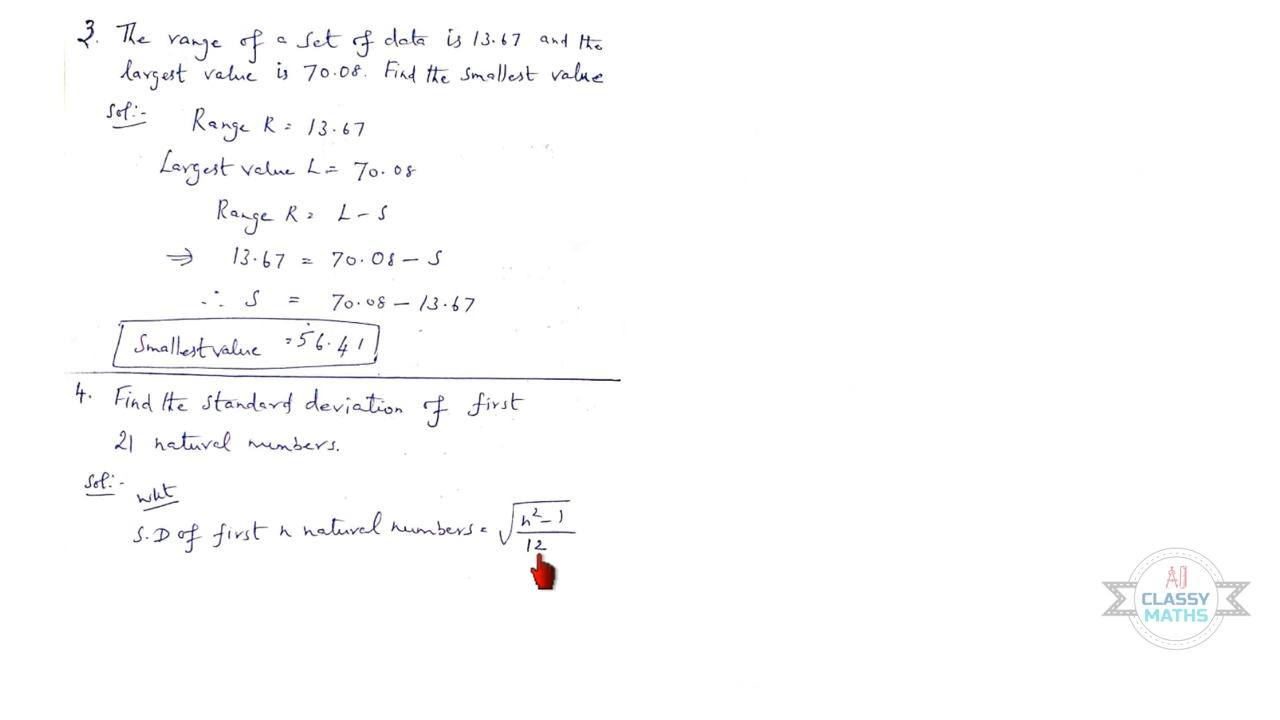 3. The range of a set of data is 13.67 and the
largest value is 70.08. Find the smallest value
Sol:-
Range R = 13.67
Largest value L = 70.08
Range R = L - S
⇒ 13.67 = 70.08 - S
∴ S = 70.08 - 13.67
Smallest value = 56.41
4. Find the standard deviation of first
21 natural numbers.
Sol:-
wkt
S.D of first n natural numbers = √((n²-1)/12)
CLASSY
MATHS